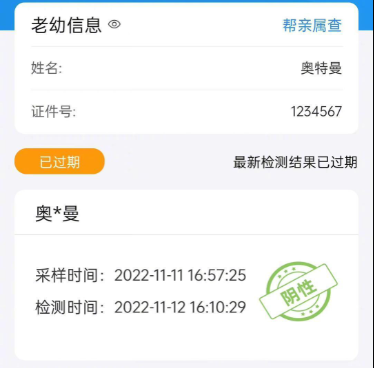 老幼信息 帮亲属查
姓名: 奥特曼
证件号: 1234567
已过期 最新检测结果已过期
奥*曼
采样时间：2022-11-11 16:57:25
检测时间：2022-11-12 16:10:29
阴性